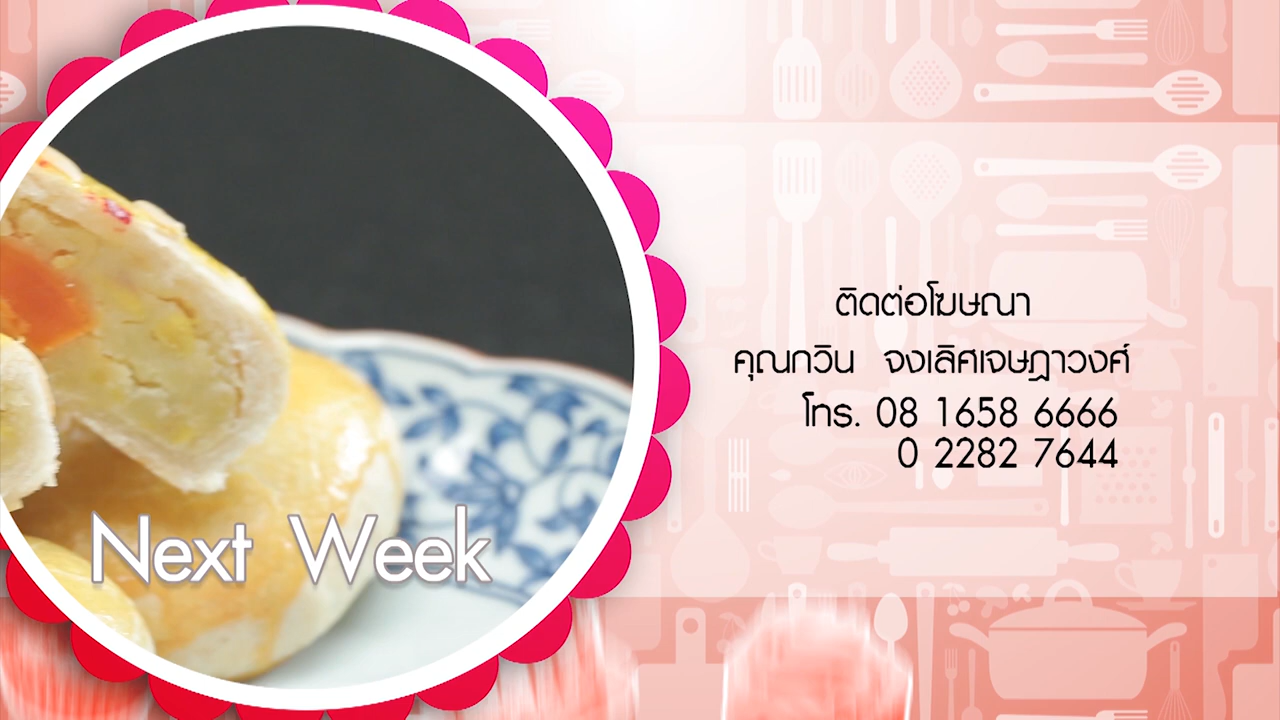 ติดต่อโฆษณา
คุณกวิน จงเลิศเจษฎาวงศ์
โทร. 08 1658 6666
0 2282 7644
Next Week